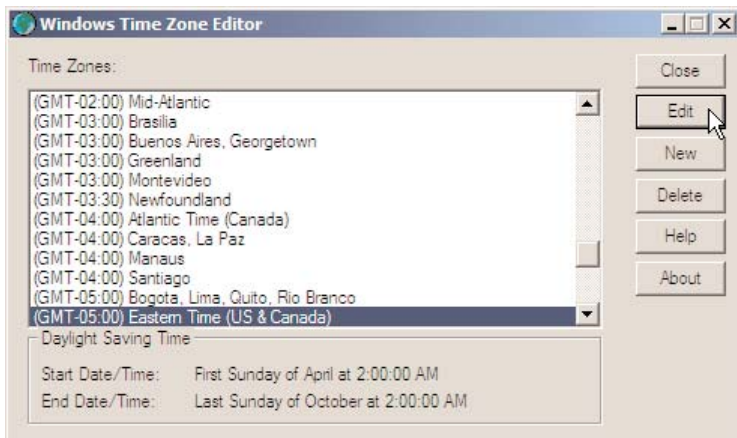 Windows Time Zone Editor
Time Zones:
(GMT-02:00) Mid-Atlantic
(GMT-03:00) Brasilia
(GMT-03:00) Buenos Aires, Georgetown
(GMT-03:00) Greenland
(GMT-03:00) Montevideo
(GMT-03:30) Newfoundland
(GMT-04:00) Atlantic Time (Canada)
(GMT-04:00) Caracas, La Paz
(GMT-04:00) Manaus
(GMT-04:00) Santiago
(GMT-05:00) Bogota, Lima, Quito, Rio Branco
(GMT-05:00) Eastern Time (US & Canada)
Close
Edit
New
Delete
Help
About
Daylight Saving Time
Start Date/Time: First Sunday of April at 2:00:00 AM
End Date/Time: Last Sunday of October at 2:00:00 AM